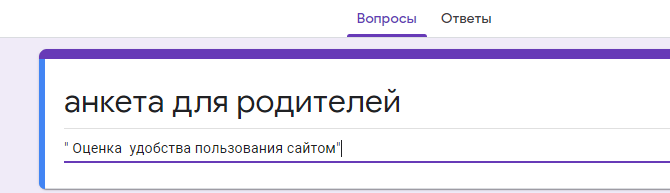 Вопросы Ответы
анкета для родителей
" Оценка  удобства пользования сайтом"